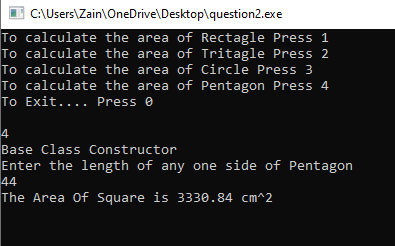 C:\Users\Zain\OneDrive\Desktop\question2.exe
To calculate the area of Rectagle Press 1
To calculate the area of Tritagle Press 2
To calculate the area of Circle Press 3
To calculate the area of Pentagon Press 4
To Exit.... Press 0
4
Base Class Constructor
Enter the length of any one side of Pentagon
44
The Area Of Square is 3330.84 cm^2